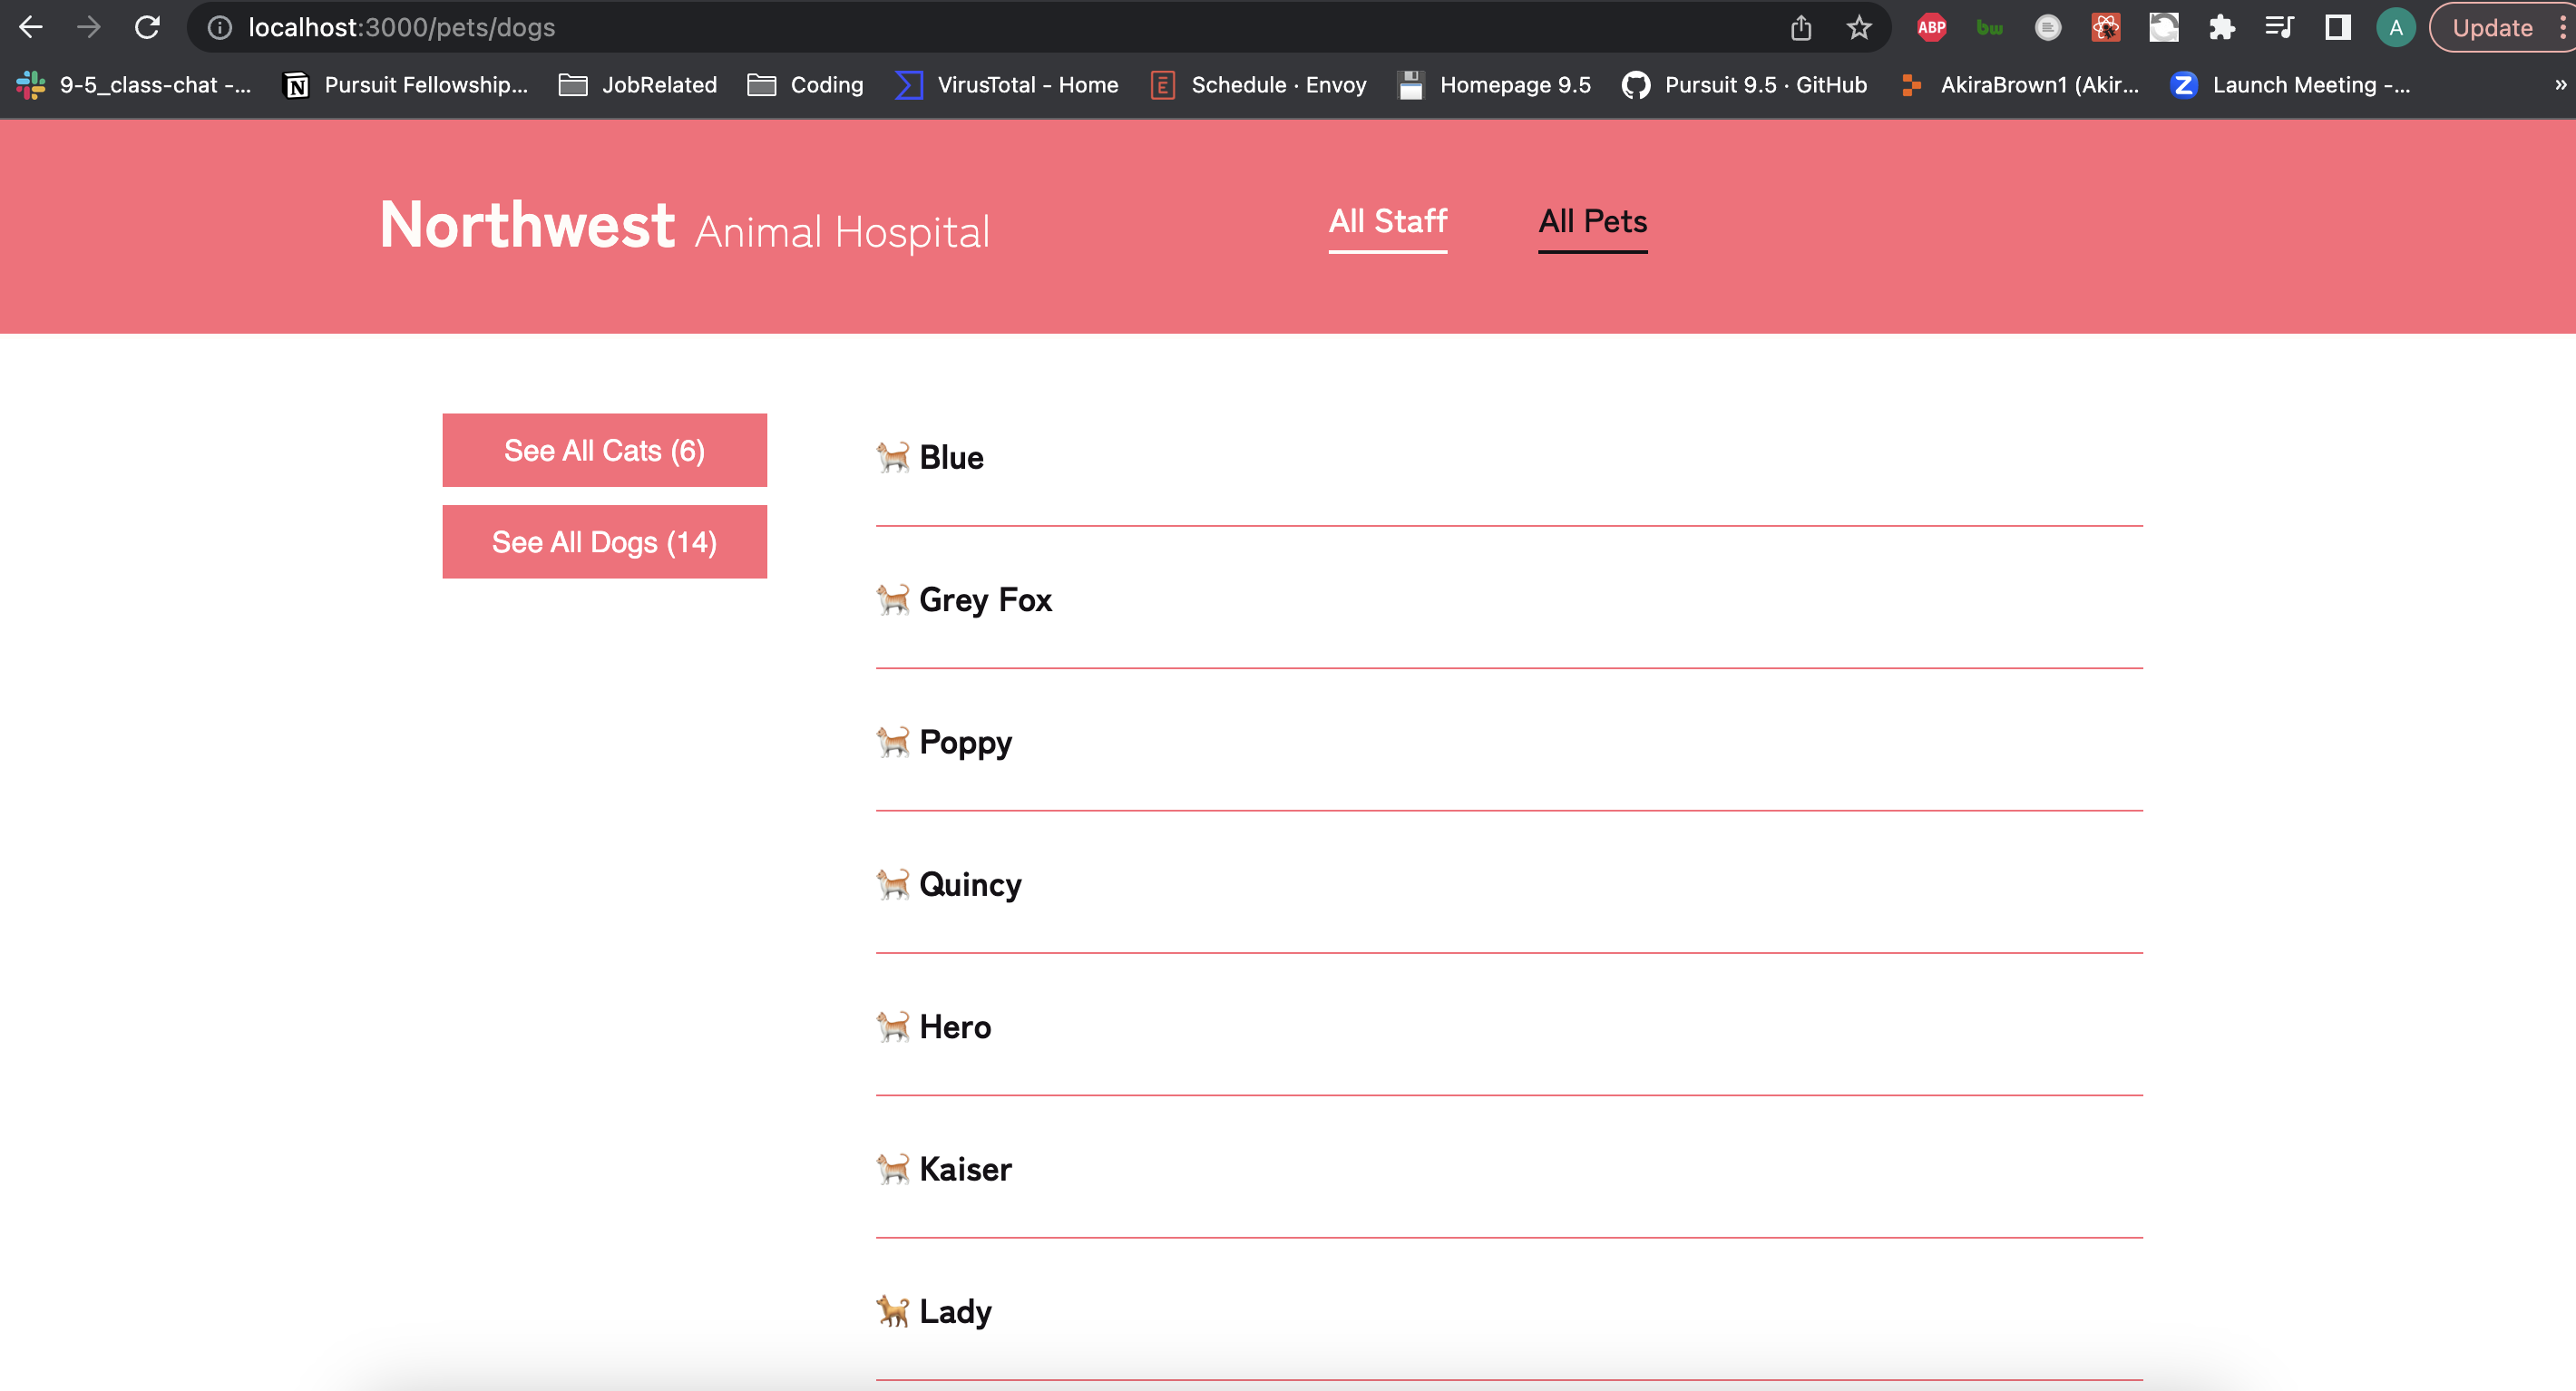 localhost:3000/pets/dogs
ABP
bw
A
Update
9-5_class-chat -...
Pursuit Fellowship...
JobRelated
Coding
VirusTotal - Home
Schedule · Envoy
Homepage 9.5
Pursuit 9.5 · GitHub
AkiraBrown1 (Akir...
Launch Meeting -...
»
Northwest Animal Hospital
All Staff
All Pets
See All Cats (6)
See All Dogs (14)
Blue
Grey Fox
Poppy
Quincy
Hero
Kaiser
Lady